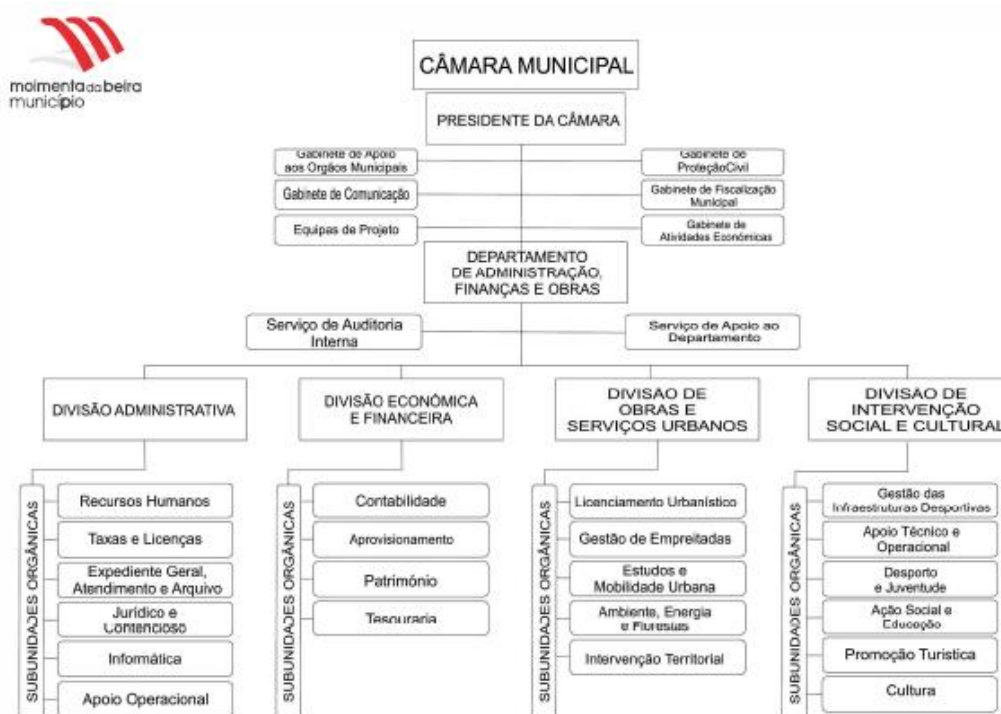 moimenta da beira
município
CÂMARA MUNICIPAL
PRESIDENTE DA CÂMARA
Gabinete de Apoio
aos Orgãos Municipais
Gabinete de
ProteçãoCivil
Gabinete de Comunicação
Gabinete de Fiscalização
Municipal
Equipas de Projeto
Gabinete de
Atividades Económicas
DEPARTAMENTO
DE ADMINISTRAÇÃO,
FINANÇAS E OBRAS
Serviço de Auditoria
Interna
Serviço de Apoio ao
Departamento
DIVISÃO ADMINISTRATIVA
DIVISÃO ECONÓMICA
E FINANCEIRA
DIVISÃO DE
OBRAS E
SERVIÇOS URBANOS
DIVISÃO DE
INTERVENÇÃO
SOCIAL E CULTURAL
SUBUNIDADES ORGÂNICAS
Recursos Humanos
Taxas e Licenças
Expediente Geral,
Atendimento e Arquivo
Jurídico e
Contencioso
Informática
Apoio Operacional
SUBUNIDADES ORGÂNICAS
Contabilidade
Aprovisionamento
Património
Tesouraria
SUBUNIDADES ORGÂNICAS
Licenciamento Urbanístico
Gestão de Empreitadas
Estudos e
Mobilidade Urbana
Ambiente, Energia
e Florestas
Intervenção Territorial
SUBUNIDADES ORGÂNICAS
Gestão das
Infraestruturas Desportivas
Apoio Técnico e
Operacional
Desporto
e Juventude
Ação Social e
Educação
Promoção Turistica
Cultura